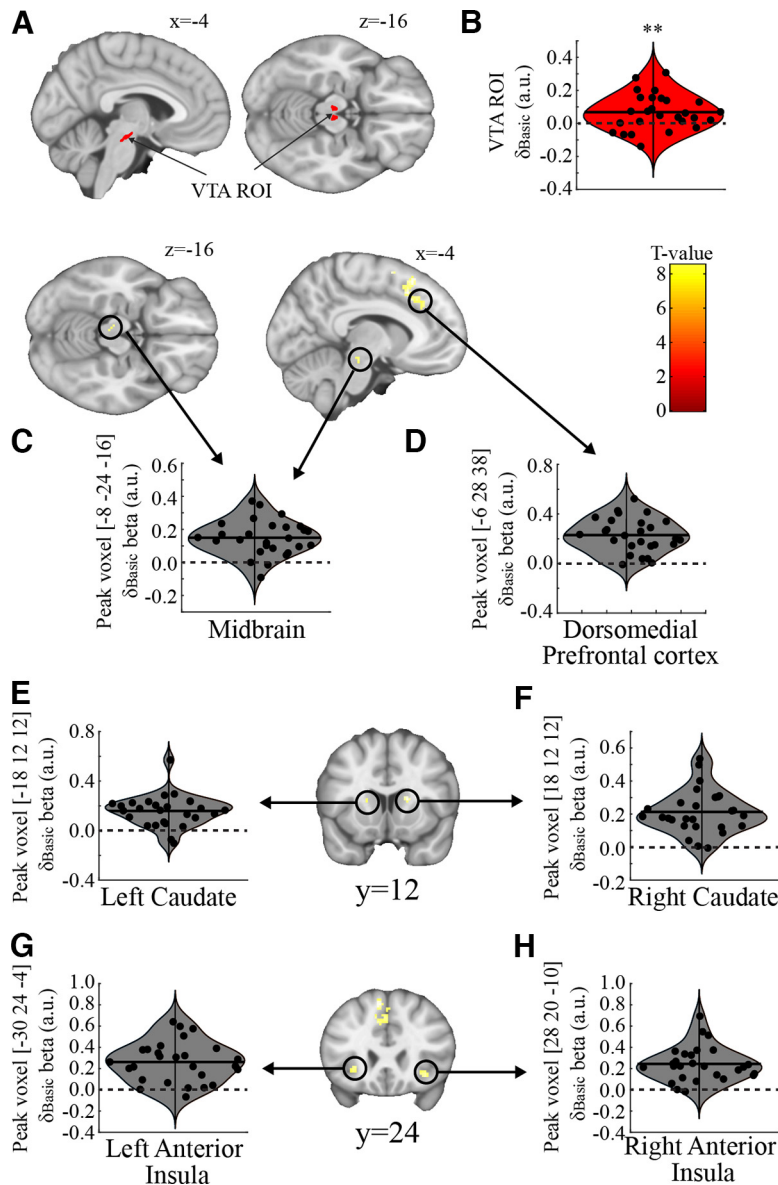 A
x=-4
z=-16
VTA ROI
B
**
VTA ROI
δBasic (a.u.)
0.4
0.2
0.0
-0.2
-0.4
z=-16
x=-4
T-value
8
6
4
2
0
C
Peak voxel [-8 -24 -16]
δBasic beta (a.u.)
0.6
0.4
0.2
0.0
-0.2
Midbrain
D
Peak voxel [-6 28 38]
δBasic beta (a.u.)
0.8
0.4
0.0
-0.4
Dorsomedial
Prefrontal cortex
E
Peak voxel [-18 12 12]
δBasic beta (a.u.)
0.8
0.4
0.0
-0.4
Left Caudate
y=12
F
Peak voxel [18 12 12]
δBasic beta (a.u.)
0.6
0.4
0.2
0.0
-0.2
Right Caudate
G
Peak voxel [-30 24 -4]
δBasic beta (a.u.)
1.0
0.8
0.6
0.4
0.2
0.0
-0.2
-0.4
Left Anterior
Insula
y=24
H
Peak voxel [28 20 -10]
δBasic beta (a.u.)
1.0
0.8
0.6
0.4
0.2
0.0
-0.2
-0.4
Right Anterior
Insula